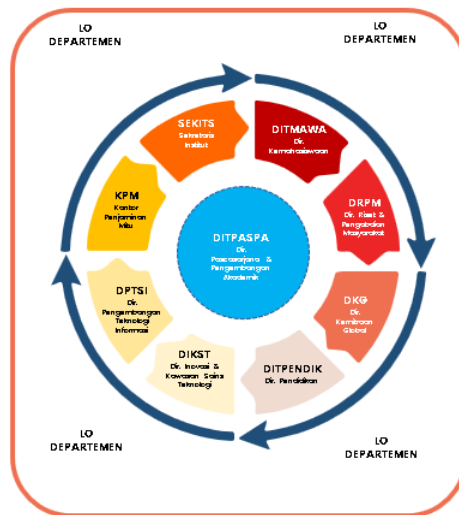 LO
DEPARTEMEN
LO
DEPARTEMEN
SEKITS
Sekretaris
Institut
DITMAWA
Dir.
Kemahasiswaan
KPM
Kantor
Penjaminan
Mutu
DRPM
Dir. Riset &
Pengabdian
Masyarakat
DITPASPA
Dir.
Pascasarjana &
Pengembangan
Akademik
DPTSI
Dir.
Pengembangan
Teknologi
Informasi
DKG
Dir.
Kemitraan
Global
DIKST
Dir. Inovasi &
Kawasan Sains
Teknologi
DITPENDIK
Dir. Pendidikan
LO
DEPARTEMEN
LO
DEPARTEMEN